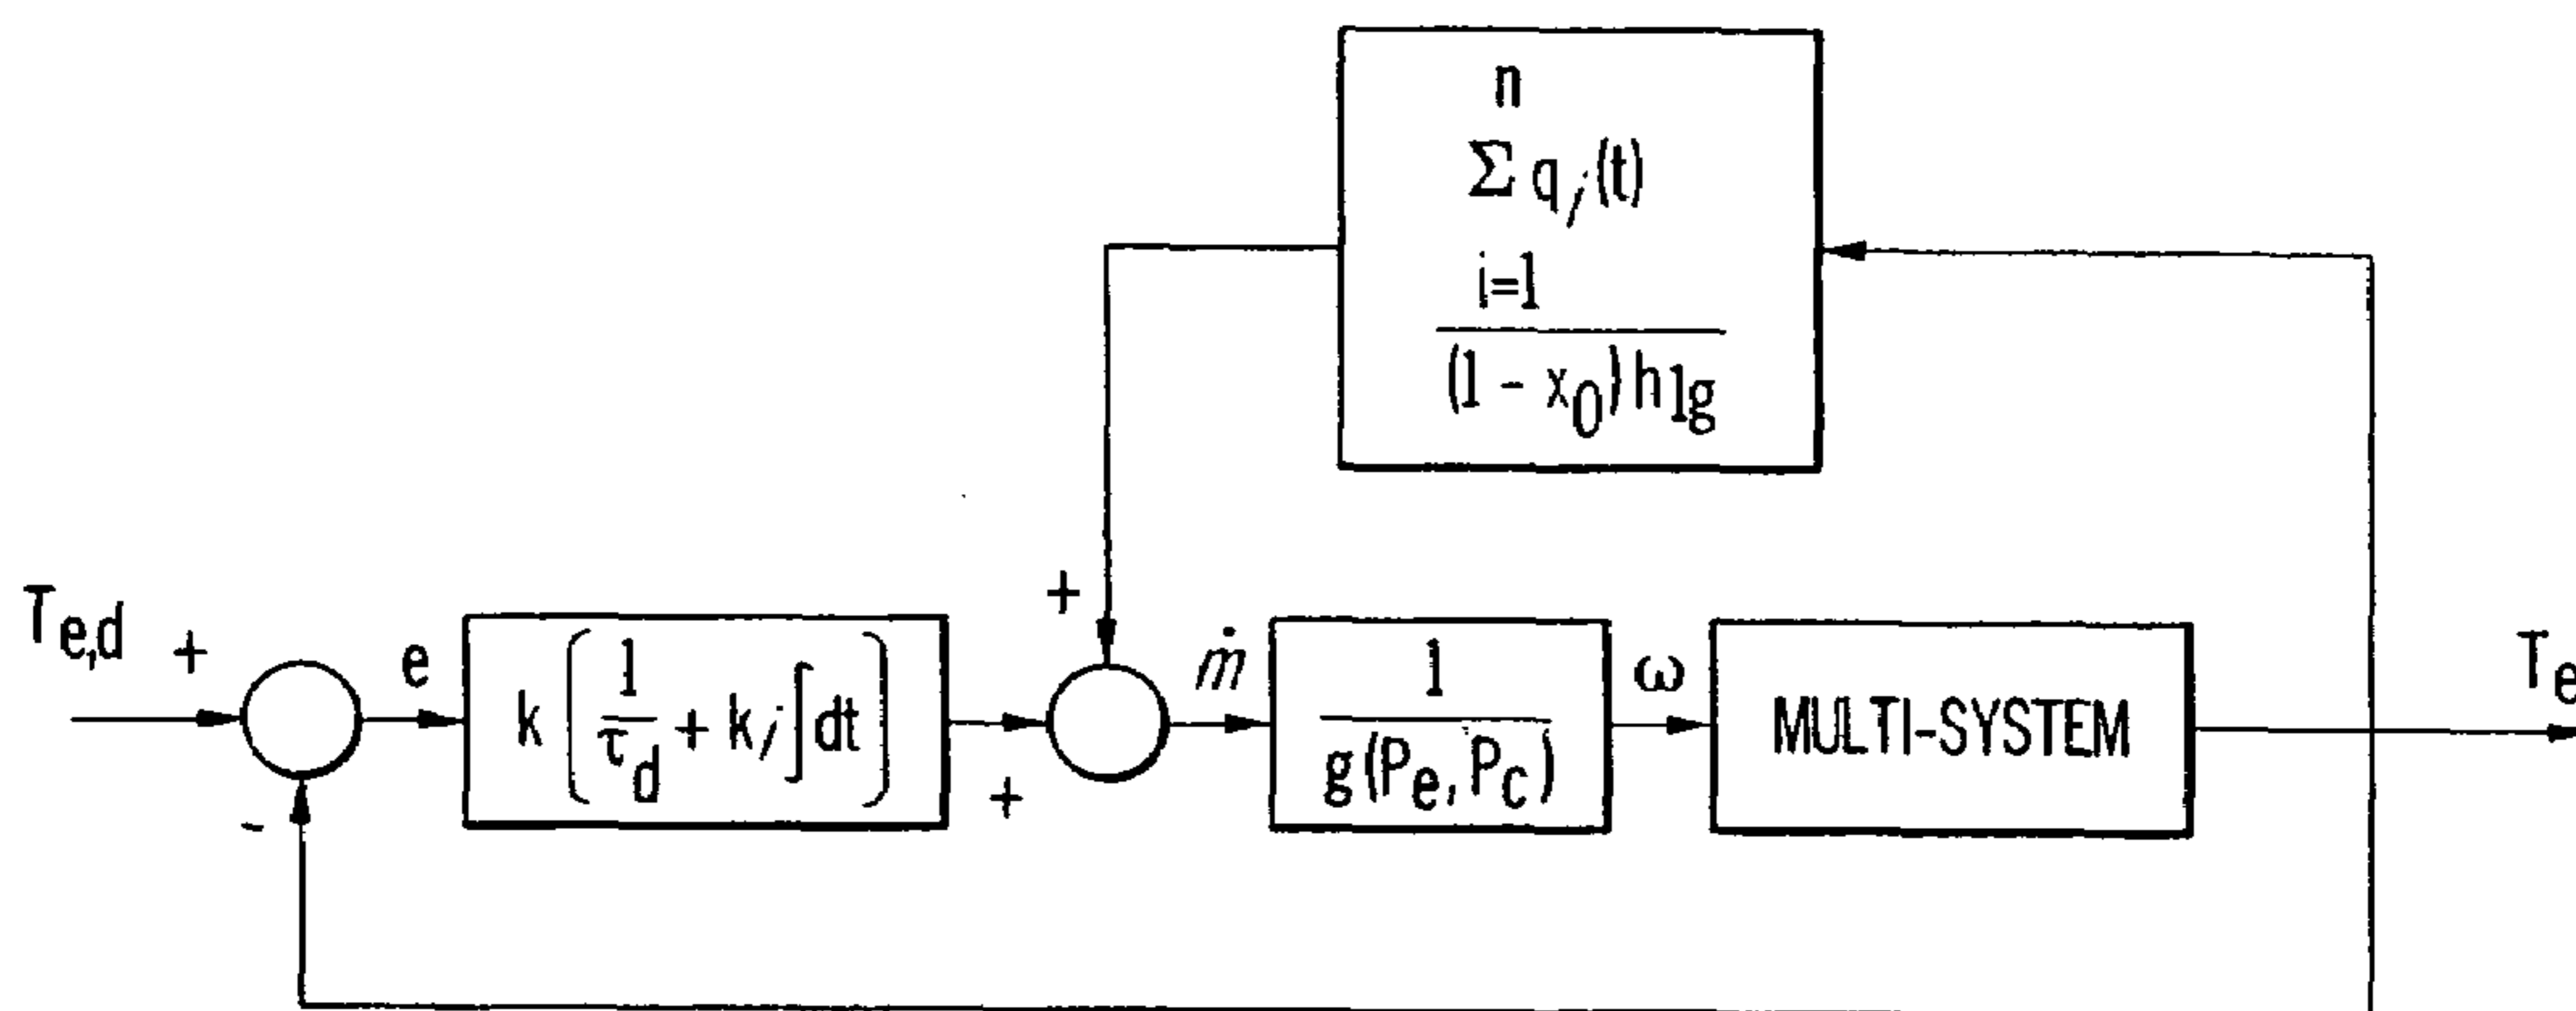 n
Σ q_i(t)
i=1
(1 - x_0) h_lg
T_e,d
+
e
k ( 1/τ_d + k_i ∫dt )
-
+
+
ṁ
1
g(P_e, P_c)
ω
MULTI-SYSTEM
T_e